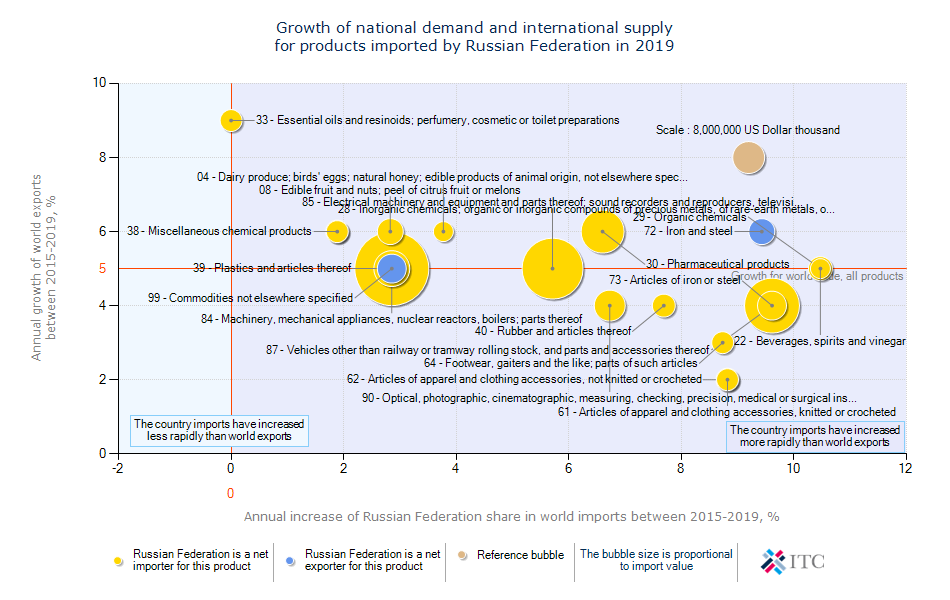 Growth of national demand and international supply
for products imported by Russian Federation in 2019
Annual growth of world exports
between 2015-2019, %
10
8
6
5
4
2
0
33 - Essential oils and resinoids; perfumery, cosmetic or toilet preparations
Scale : 8,000,000 US Dollar thousand
04 - Dairy produce; birds' eggs; natural honey; edible products of animal origin, not elsewhere spec...
08 - Edible fruit and nuts; peel of citrus fruit or melons
85 - Electrical machinery and equipment and parts thereof; sound recorders and reproducers, televisi...
28 - Inorganic chemicals; organic or inorganic compounds of precious metals, of rare-earth metals, o...
29 - Organic chemicals
38 - Miscellaneous chemical products
72 - Iron and steel
39 - Plastics and articles thereof
30 - Pharmaceutical products
Growth for world trade, all products
73 - Articles of iron or steel
99 - Commodities not elsewhere specified
84 - Machinery, mechanical appliances, nuclear reactors, boilers; parts thereof
40 - Rubber and articles thereof
22 - Beverages, spirits and vinegar
87 - Vehicles other than railway or tramway rolling stock, and parts and accessories thereof
64 - Footwear, gaiters and the like; parts of such articles
62 - Articles of apparel and clothing accessories, not knitted or crocheted
90 - Optical, photographic, cinematographic, measuring, checking, precision, medical or surgical ins...
61 - Articles of apparel and clothing accessories, knitted or crocheted
The country imports have increased
less rapidly than world exports
The country imports have increased
more rapidly than world exports
-2 0 2 4 6 8 10 12
0
Annual increase of Russian Federation share in world imports between 2015-2019, %
Russian Federation is a net
importer for this product
Russian Federation is a net
exporter for this product
Reference bubble
The bubble size is proportional
to import value
ITC